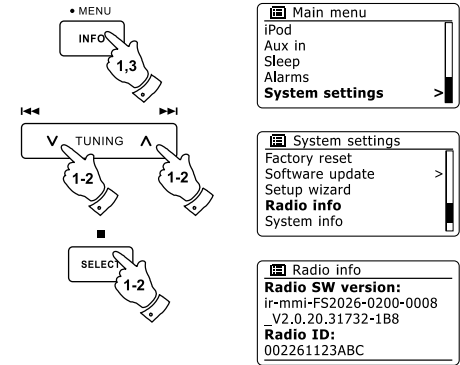 • MENU
INFO
1,3
TUNING
1-2
1-2
SELECT
1-2
Main menu
iPod
Aux in
Sleep
Alarms
System settings >
System settings
Factory reset
Software update >
Setup wizard
Radio info
System info
Radio info
Radio SW version:
ir-mmi-FS2026-0200-0008
_V2.0.20.31732-1B8
Radio ID:
002261123ABC